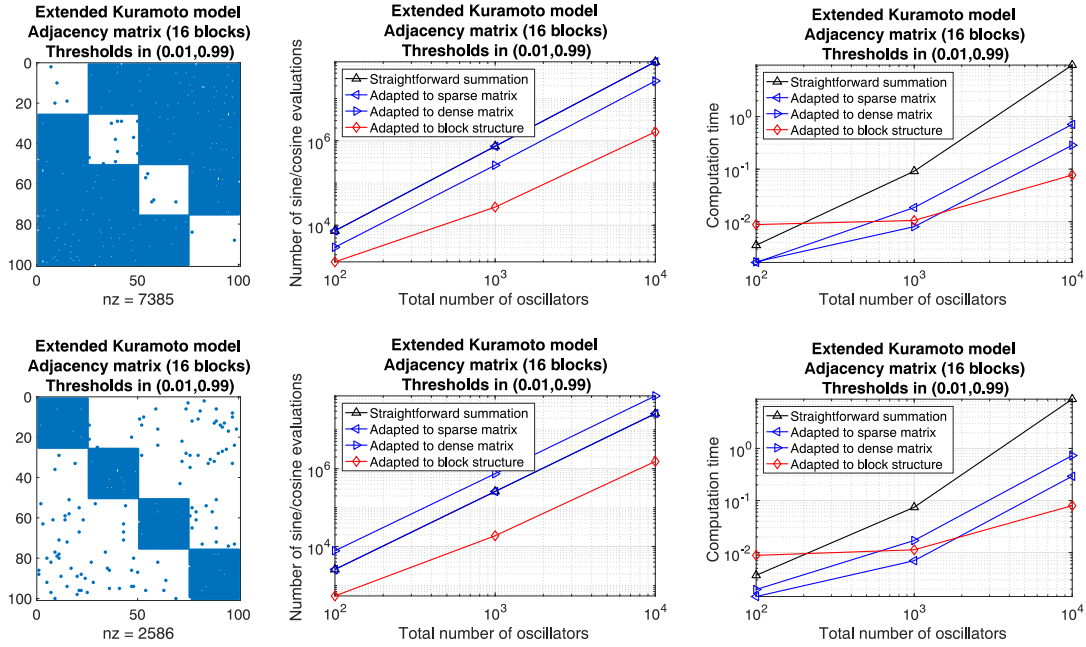 Extended Kuramoto model
Adjacency matrix (16 blocks)
Thresholds in (0.01,0.99)
0
20
40
60
80
100
0
50
100
nz = 7385
Extended Kuramoto model
Adjacency matrix (16 blocks)
Thresholds in (0.01,0.99)
Number of sine/cosine evaluations
10^6
10^4
Straightforward summation
Adapted to sparse matrix
Adapted to dense matrix
Adapted to block structure
10^2
10^3
10^4
Total number of oscillators
Extended Kuramoto model
Adjacency matrix (16 blocks)
Thresholds in (0.01,0.99)
Computation time
10^0
10^-1
10^-2
Straightforward summation
Adapted to sparse matrix
Adapted to dense matrix
Adapted to block structure
10^2
10^3
10^4
Total number of oscillators
Extended Kuramoto model
Adjacency matrix (16 blocks)
Thresholds in (0.01,0.99)
0
20
40
60
80
100
0
50
100
nz = 2586
Extended Kuramoto model
Adjacency matrix (16 blocks)
Thresholds in (0.01,0.99)
Number of sine/cosine evaluations
10^6
10^4
Straightforward summation
Adapted to sparse matrix
Adapted to dense matrix
Adapted to block structure
10^2
10^3
10^4
Total number of oscillators
Extended Kuramoto model
Adjacency matrix (16 blocks)
Thresholds in (0.01,0.99)
Computation time
10^0
10^-1
10^-2
Straightforward summation
Adapted to sparse matrix
Adapted to dense matrix
Adapted to block structure
10^2
10^3
10^4
Total number of oscillators